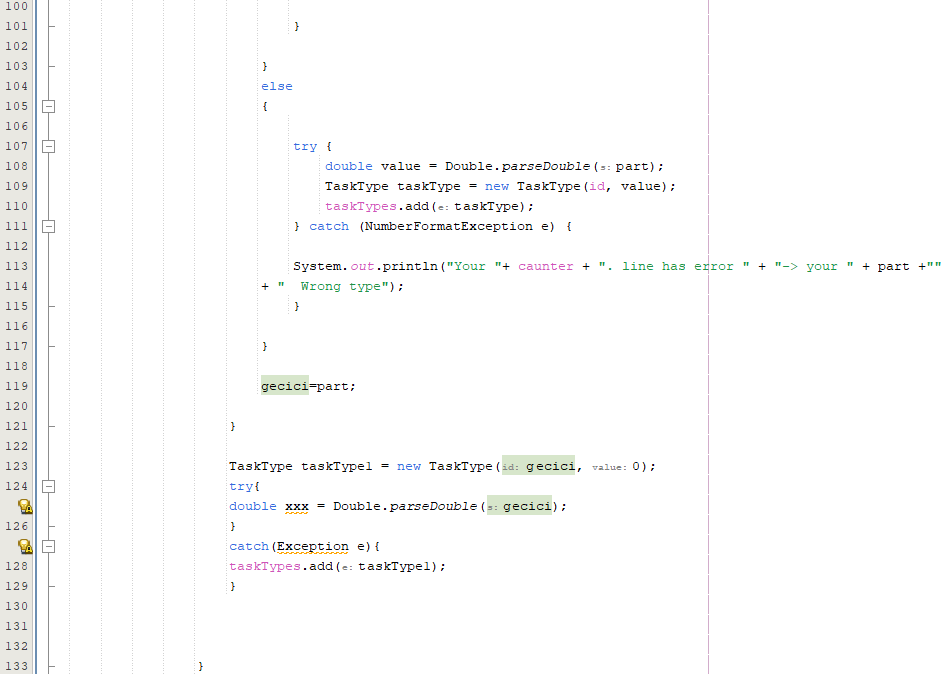 100
101 }
102
103 }
104 else
105 {
106
107 try {
108 double value = Double.parseDouble(s: part);
109 TaskType taskType = new TaskType(id, value);
110 taskTypes.add(e: taskType);
111 } catch (NumberFormatException e) {
112
113 System.out.println("Your "+ caunter + ". line has error " + "-> your " + part +""
114 + "  Wrong type");
115 }
116
117 }
118
119 gecici=part;
120
121 }
122
123 TaskType taskType1 = new TaskType(id: gecici, value: 0);
124 try{
double xxx = Double.parseDouble(s: gecici);
126 }
catch(Exception e){
128 taskTypes.add(e: taskType1);
129 }
130
131
132
133 }